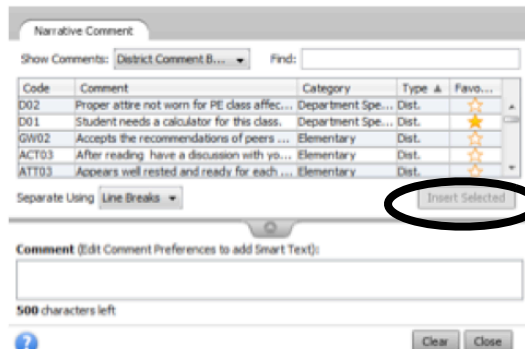 Narrative Comment
Show Comments: District Comment B... Find:
Code Comment Category Type Favo...
D02 Proper attire not worn for PE class affec... Department Spe... Dist.
D01 Student needs a calculator for this class. Department Spe... Dist.
GW02 Accepts the recommendations of peers ... Elementary Dist.
ACT03 After reading have a discussion with yo... Elementary Dist.
ATT03 Appears well rested and ready for each ... Elementary Dist.
Separate Using Line Breaks Insert Selected
Comment (Edit Comment Preferences to add Smart Text):
500 characters left
? Clear Close